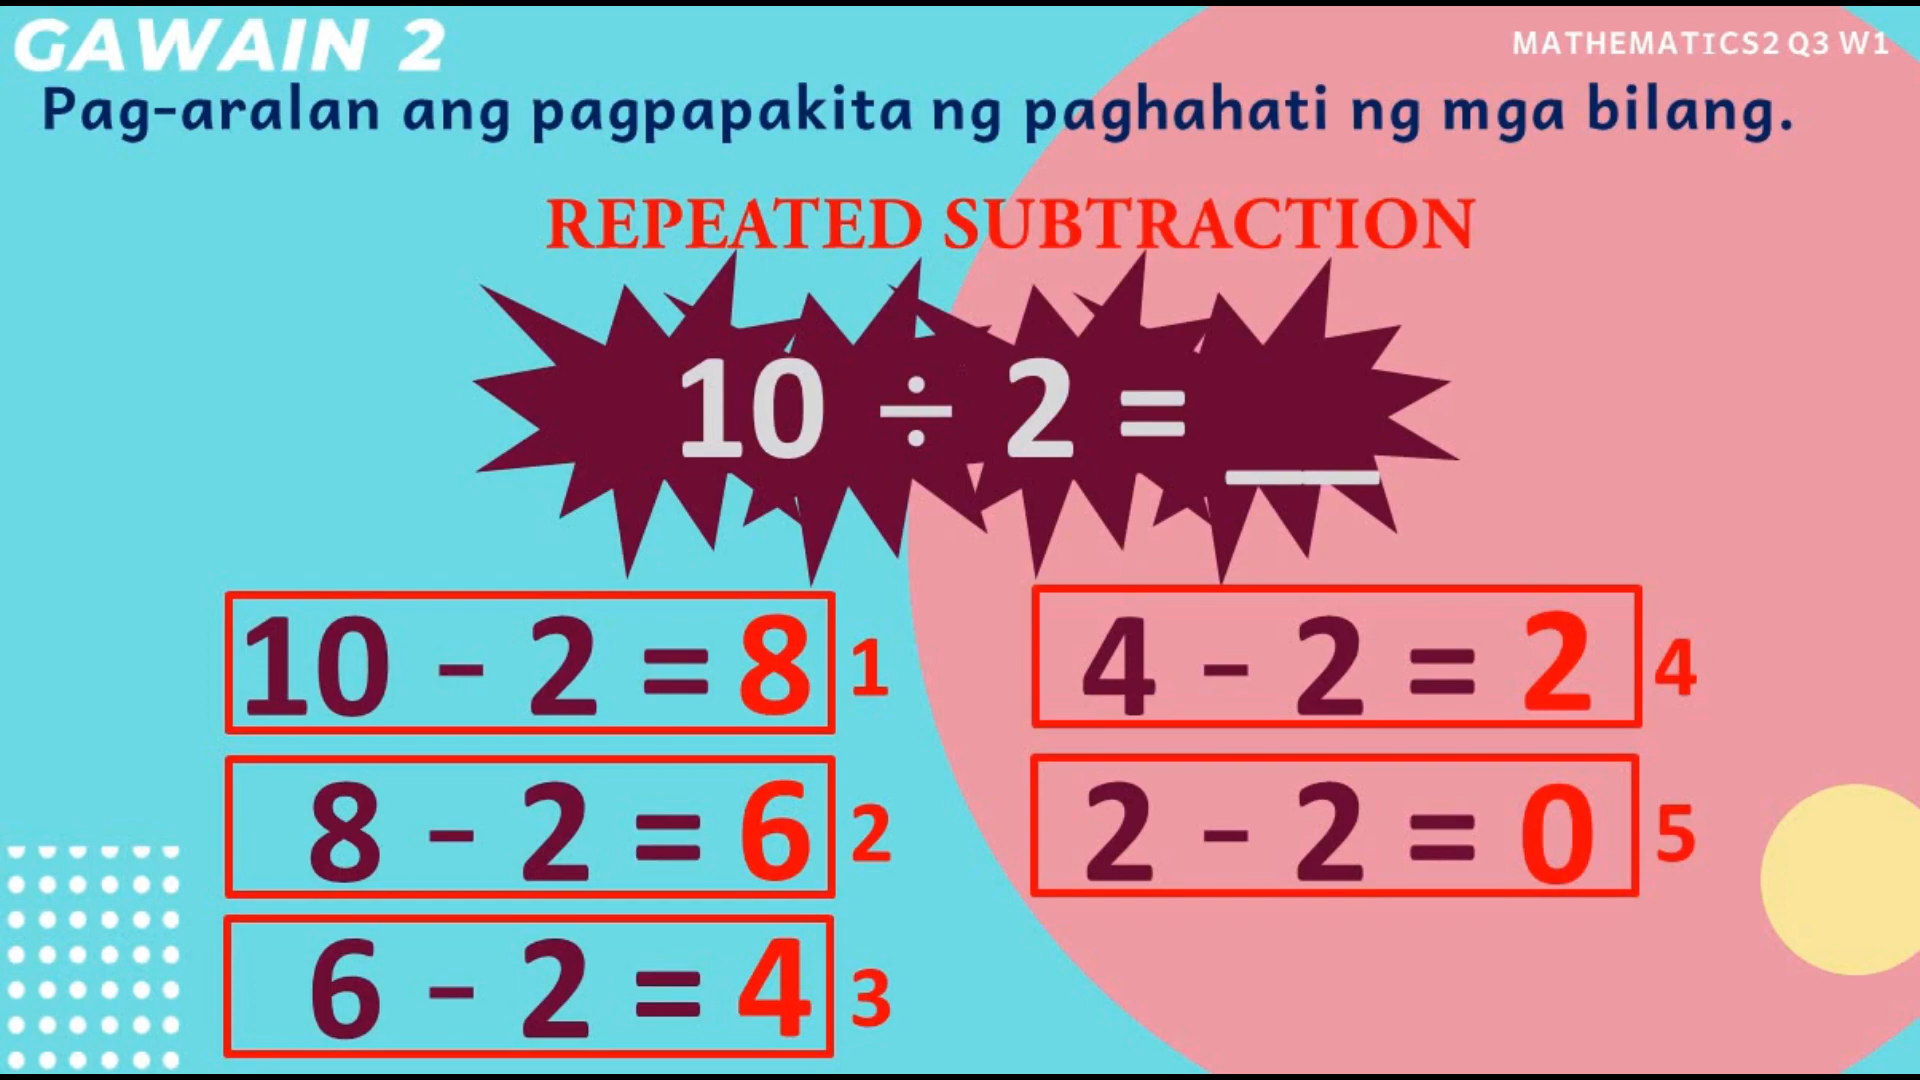 GAWAIN 2
MATHEMATICS2 Q3 W1
Pag-aralan ang pagpapakita ng paghahati ng mga bilang.
REPEATED SUBTRACTION
10 ÷ 2 = __
10 - 2 = 8 1
8 - 2 = 6 2
6 - 2 = 4 3
4 - 2 = 2 4
2 - 2 = 0 5